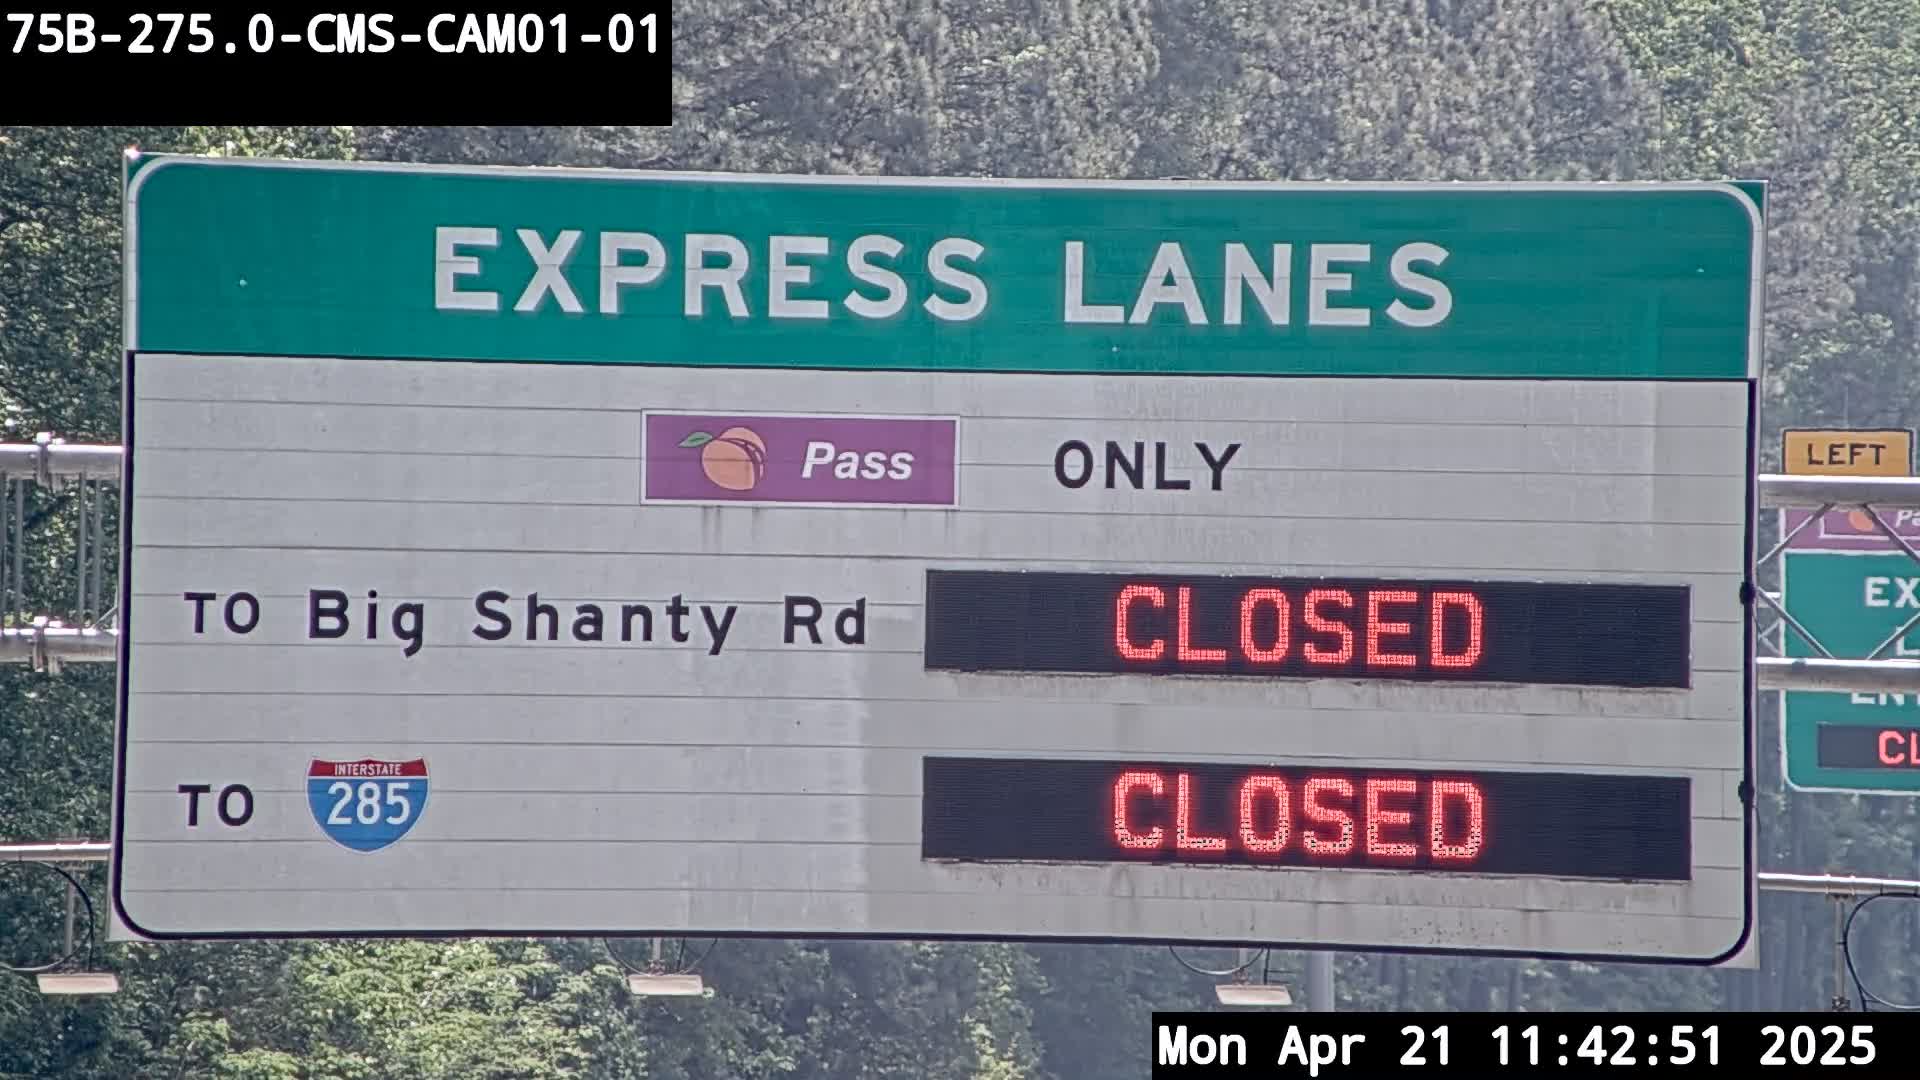 75B-275.0-CMS-CAM01-01
EXPRESS LANES
Pass ONLY
TO Big Shanty Rd CLOSED
TO INTERSTATE 285 CLOSED
LEFT
EX
Mon Apr 21 11:42:51 2025